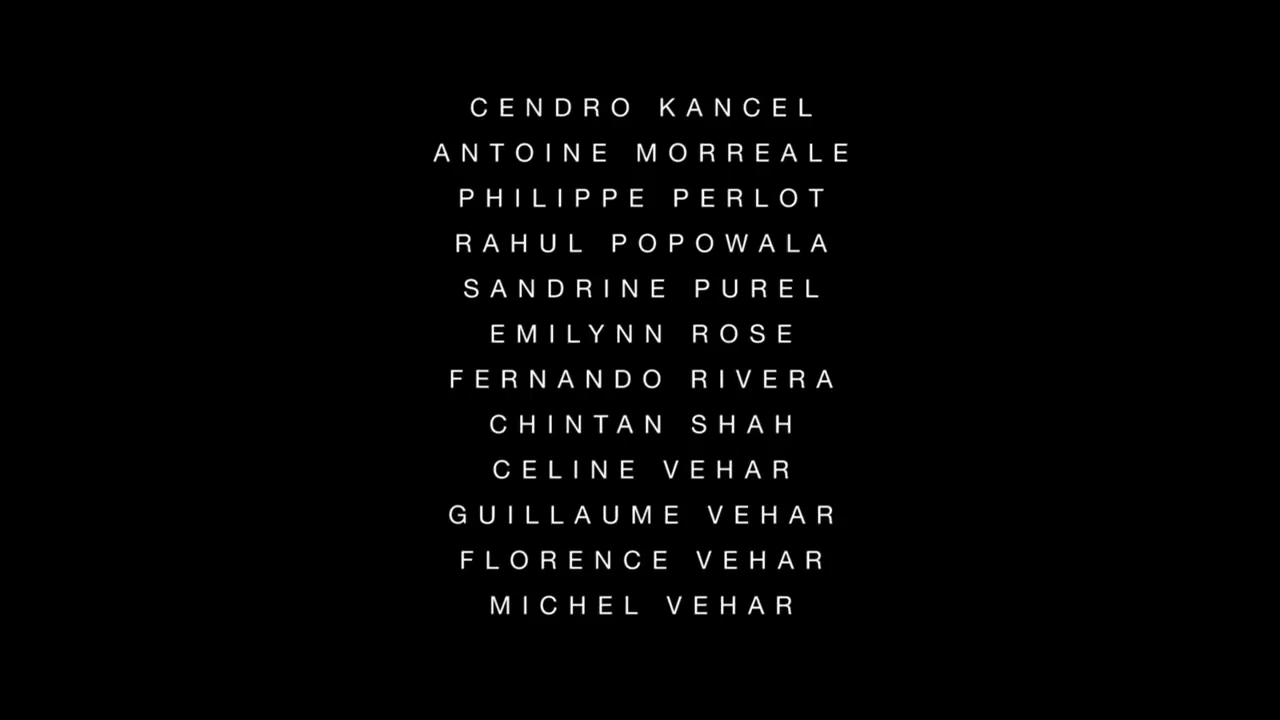 CENDRO KANCEL
ANTOINE MORREALE
PHILIPPE PERLOT
RAHUL POPOWALA
SANDRINE PUREL
EMILYNN ROSE
FERNANDO RIVERA
CHINTAN SHAH
CELINE VEHAR
GUILLAUME VEHAR
FLORENCE VEHAR
MICHEL VEHAR